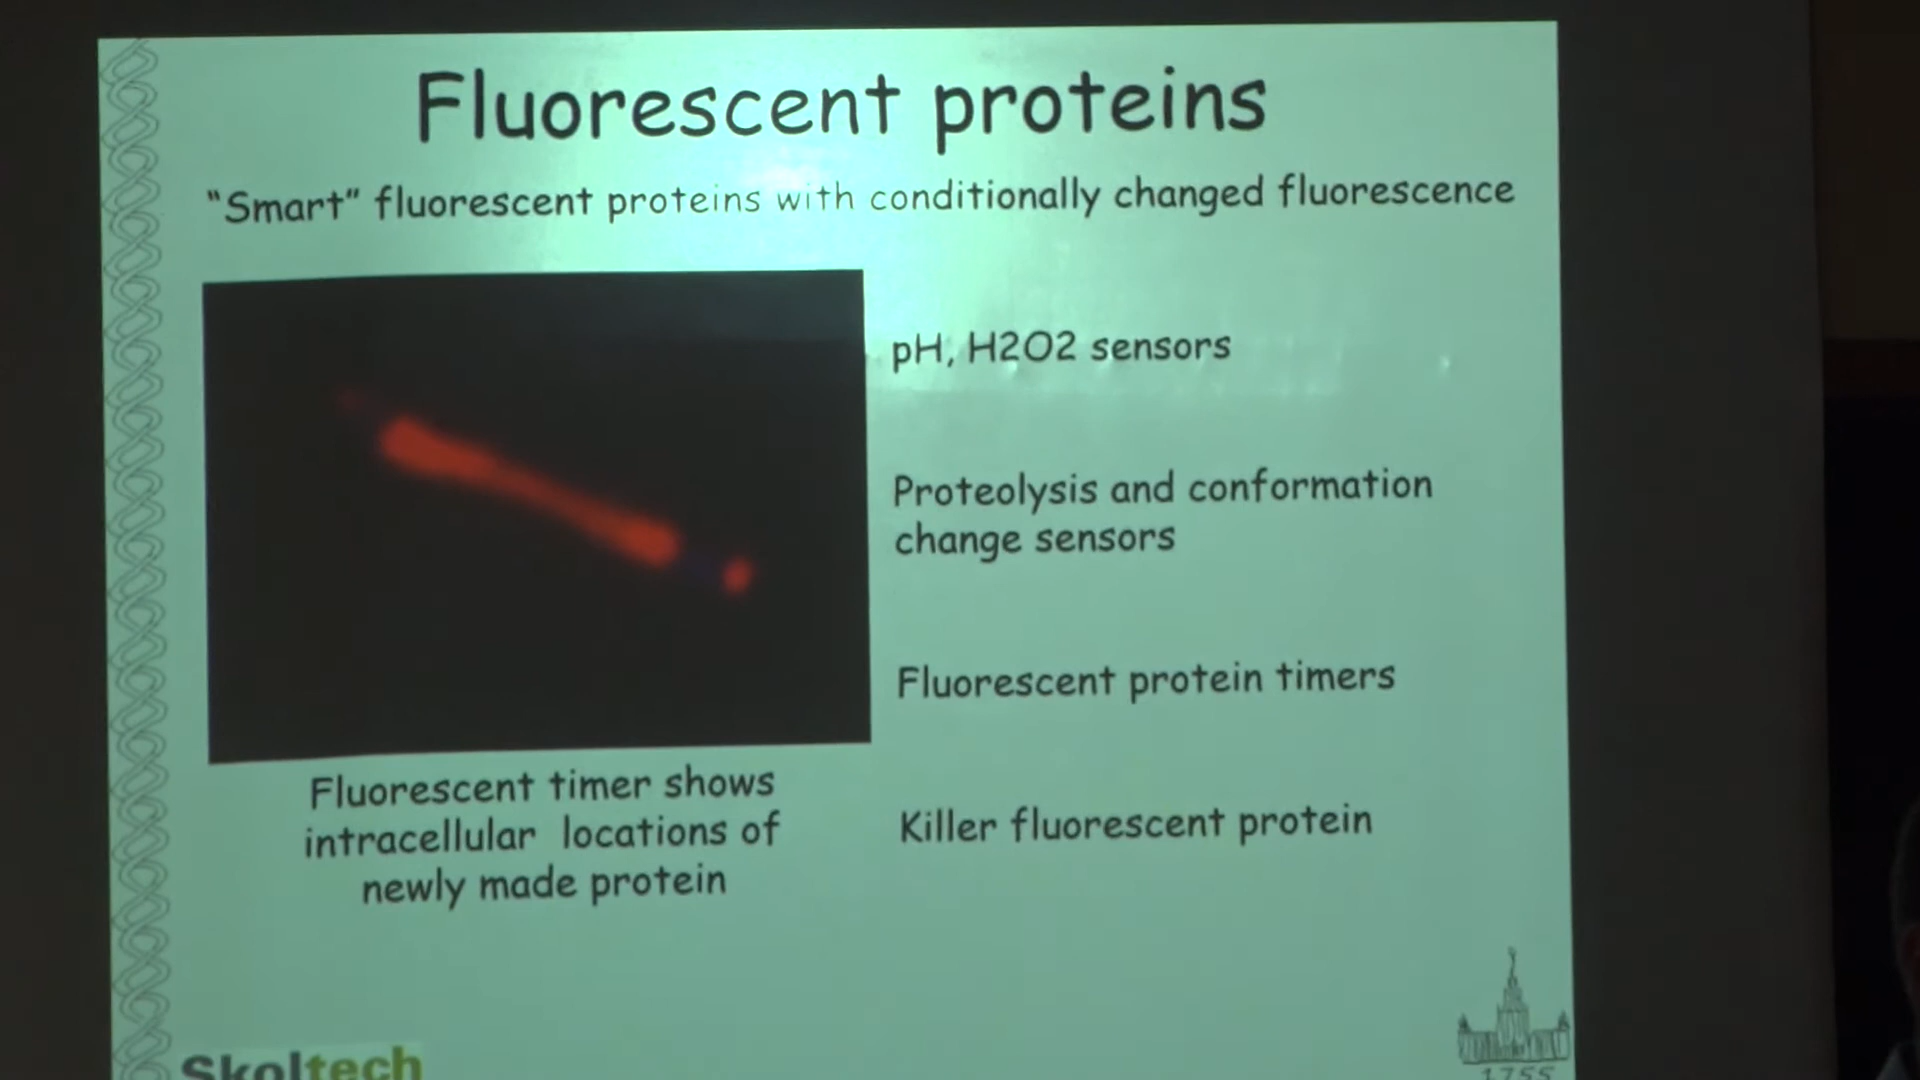 Fluorescent proteins
"Smart" fluorescent proteins with conditionally changed fluorescence
pH, H2O2 sensors
Proteolysis and conformation
change sensors
Fluorescent protein timers
Killer fluorescent protein
Fluorescent timer shows
intracellular locations of
newly made protein
Skoltech
1755